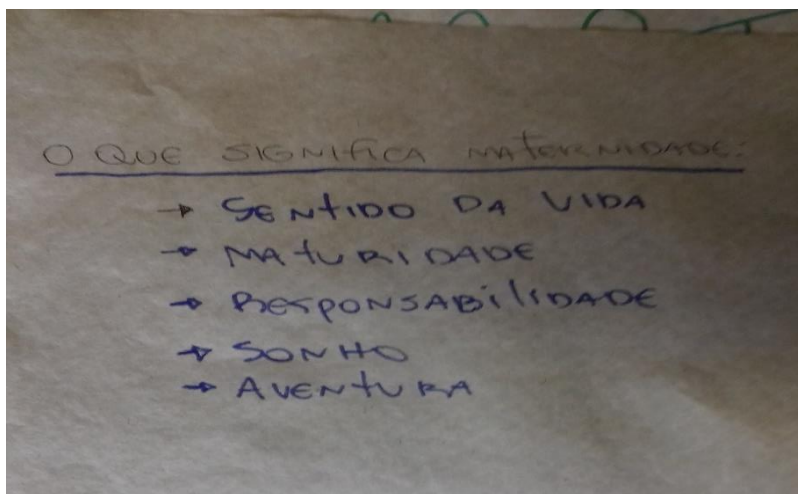 O QUE SIGNIFICA MATERNIDADE:
→ SENTIDO DA VIDA
→ MATURIDADE
→ RESPONSABILIDADE
→ SONHO
→ AVENTURA